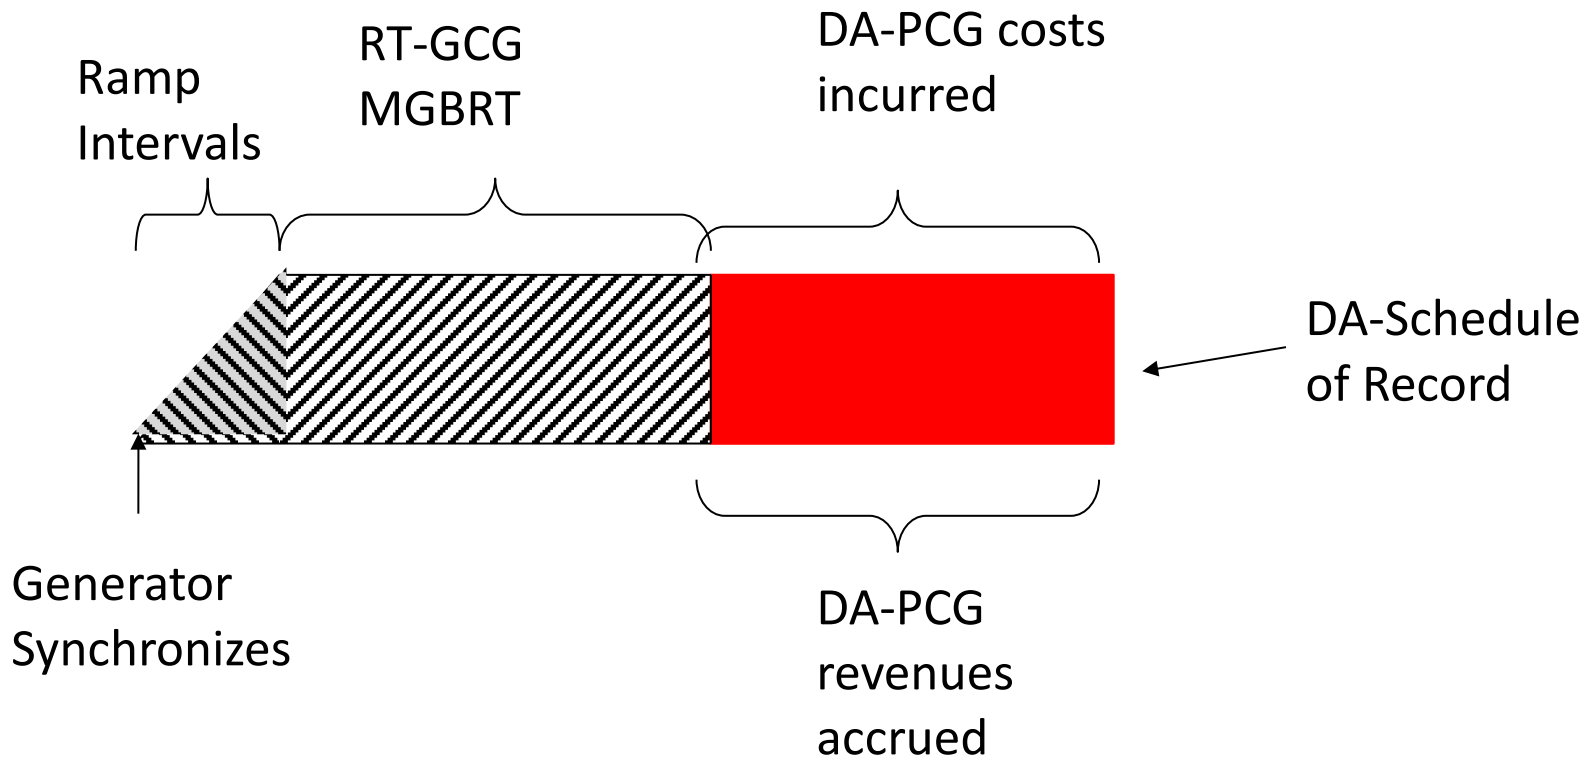 Ramp
Intervals
RT-GCG
MGBRT
DA-PCG costs
incurred
DA-Schedule
of Record
Generator
Synchronizes
DA-PCG
revenues
accrued